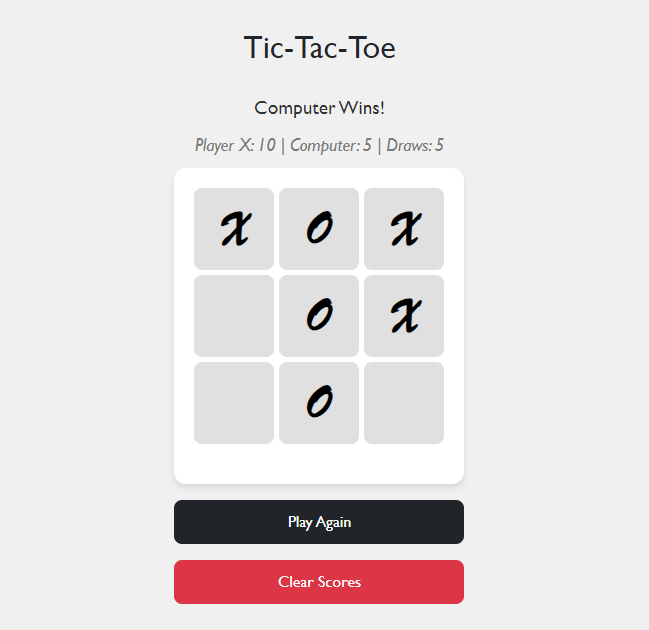 Tic-Tac-Toe
Computer Wins!
Player X: 10 | Computer: 5 | Draws: 5
X O X
O X
O
Play Again
Clear Scores